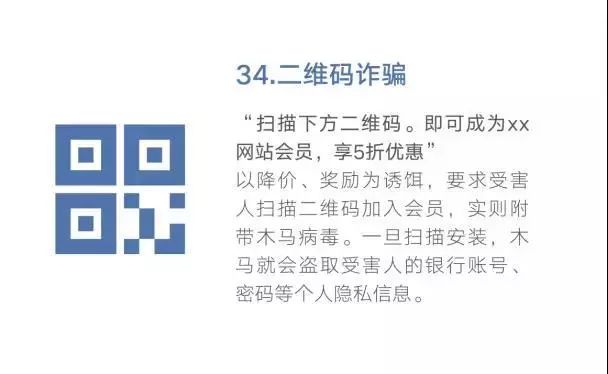 34.二维码诈骗
“扫描下方二维码。即可成为xx
网站会员，享5折优惠”
以降价、奖励为诱饵，要求受害
人扫描二维码加入会员，实则附
带木马病毒。一旦扫描安装，木
马就会盗取受害人的银行账号、
密码等个人隐私信息。